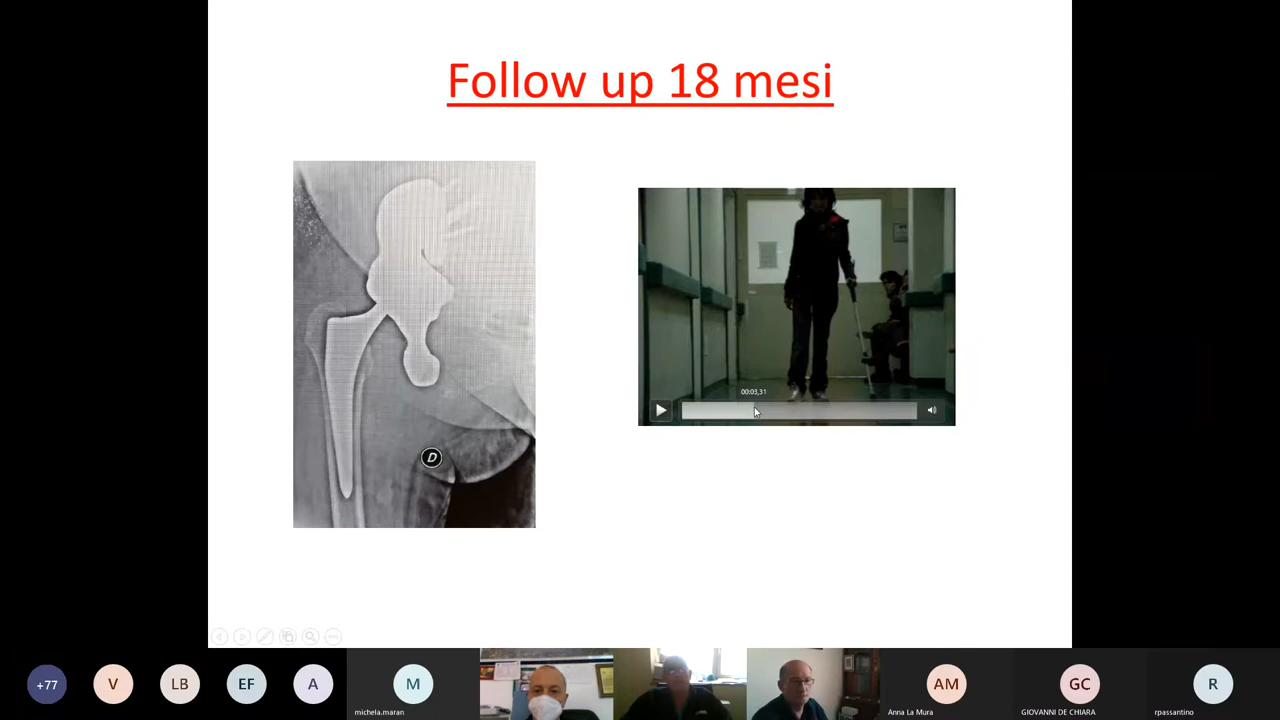 Follow up 18 mesi
00:03,31
D
+77
V
LB
EF
A
M
michela.maran
AM
Anna La Mura
GC
GIOVANNI DE CHIARA
R
rpassantino